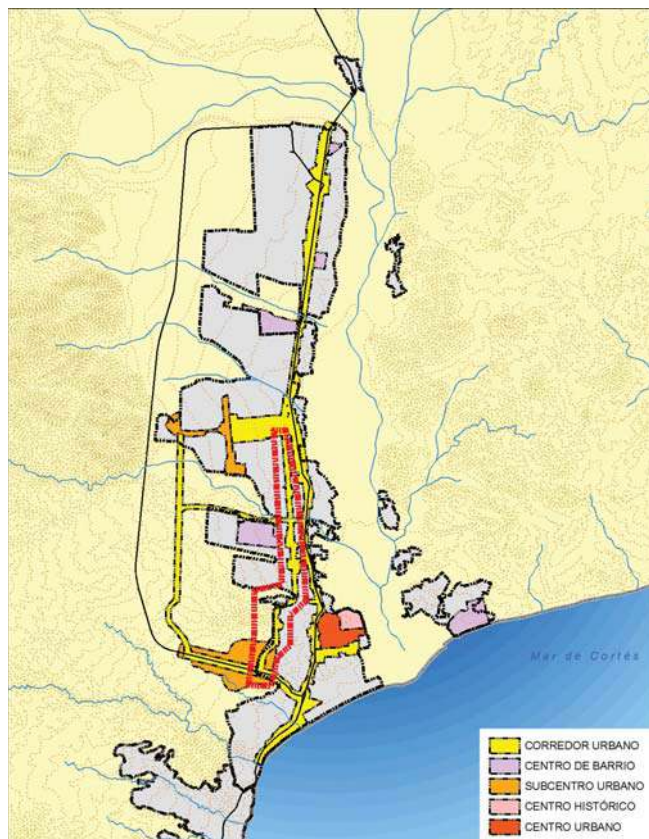 Mar de Cortés
CORREDOR URBANO
CENTRO DE BARRIO
SUBCENTRO URBANO
CENTRO HISTÓRICO
CENTRO URBANO